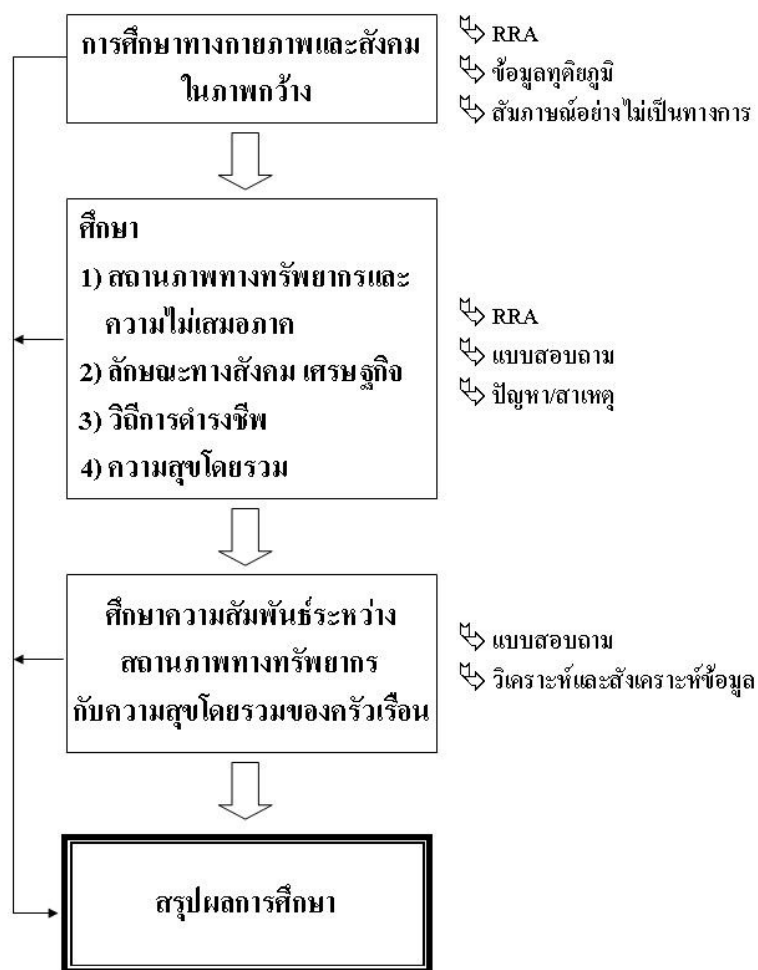 การศึกษาทางกายภาพและสังคม
ในภาพกว้าง
RRA
ข้อมูลทุติยภูมิ
สัมภาษณ์อย่างไม่เป็นทางการ
ศึกษา
1) สถานภาพทางทรัพยากรและ
ความไม่เสมอภาค
2) ลักษณะทางสังคม เศรษฐกิจ
3) วิถีการดำรงชีพ
4) ความสุขโดยรวม
RRA
แบบสอบถาม
ปัญหา/สาเหตุ
ศึกษาความสัมพันธ์ระหว่าง
สถานภาพทางทรัพยากร
กับความสุขโดยรวมของครัวเรือน
แบบสอบถาม
วิเคราะห์และสังเคราะห์ข้อมูล
สรุปผลการศึกษา